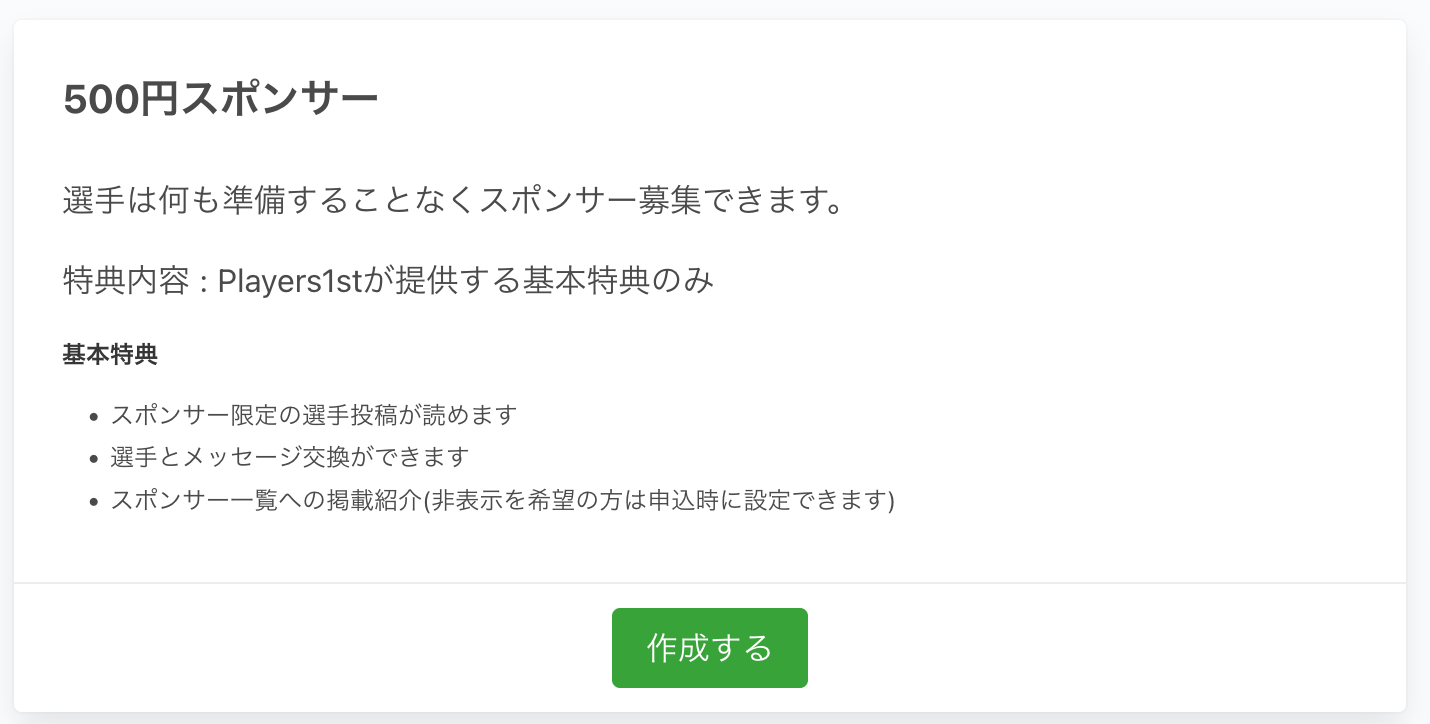 500円スポンサー
選手は何も準備することなくスポンサー募集できます。
特典内容 : Players1stが提供する基本特典のみ
基本特典
• スポンサー限定の選手投稿が読めます
• 選手とメッセージ交換ができます
• スポンサー一覧への掲載紹介(非表示を希望の方は申込時に設定できます)
作成する